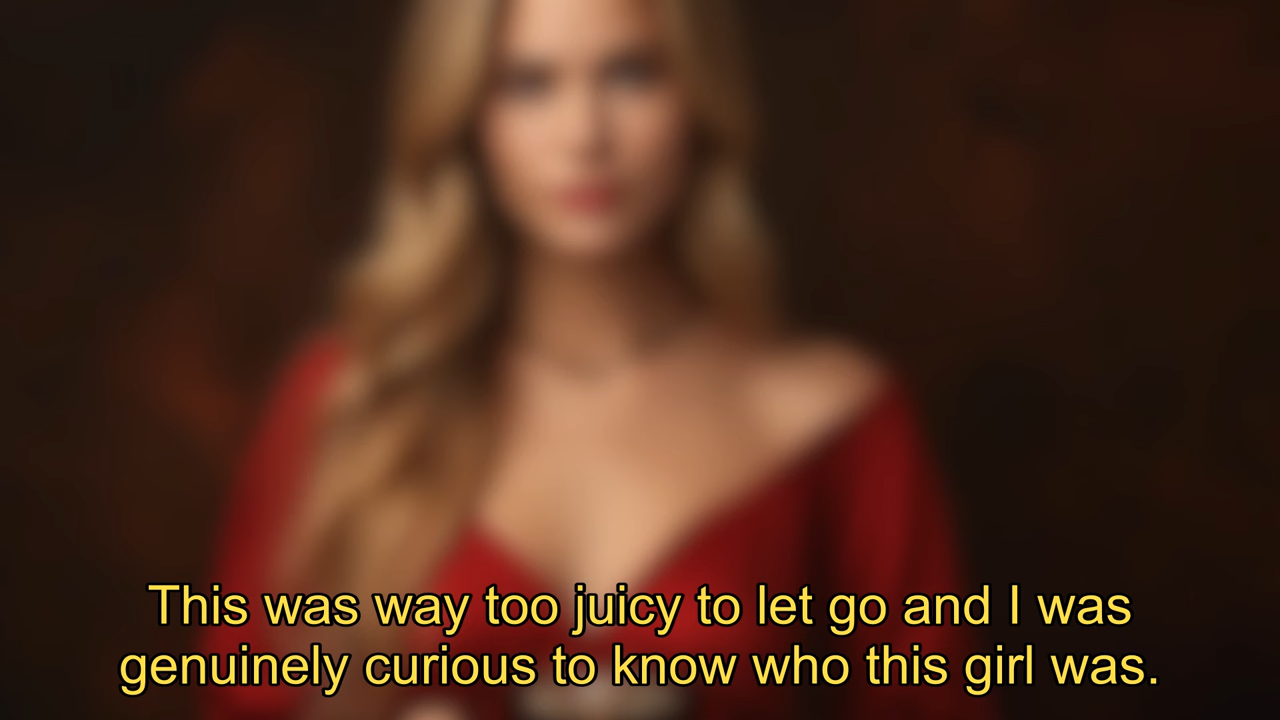 This was way too juicy to let go and I was
genuinely curious to know who this girl was.